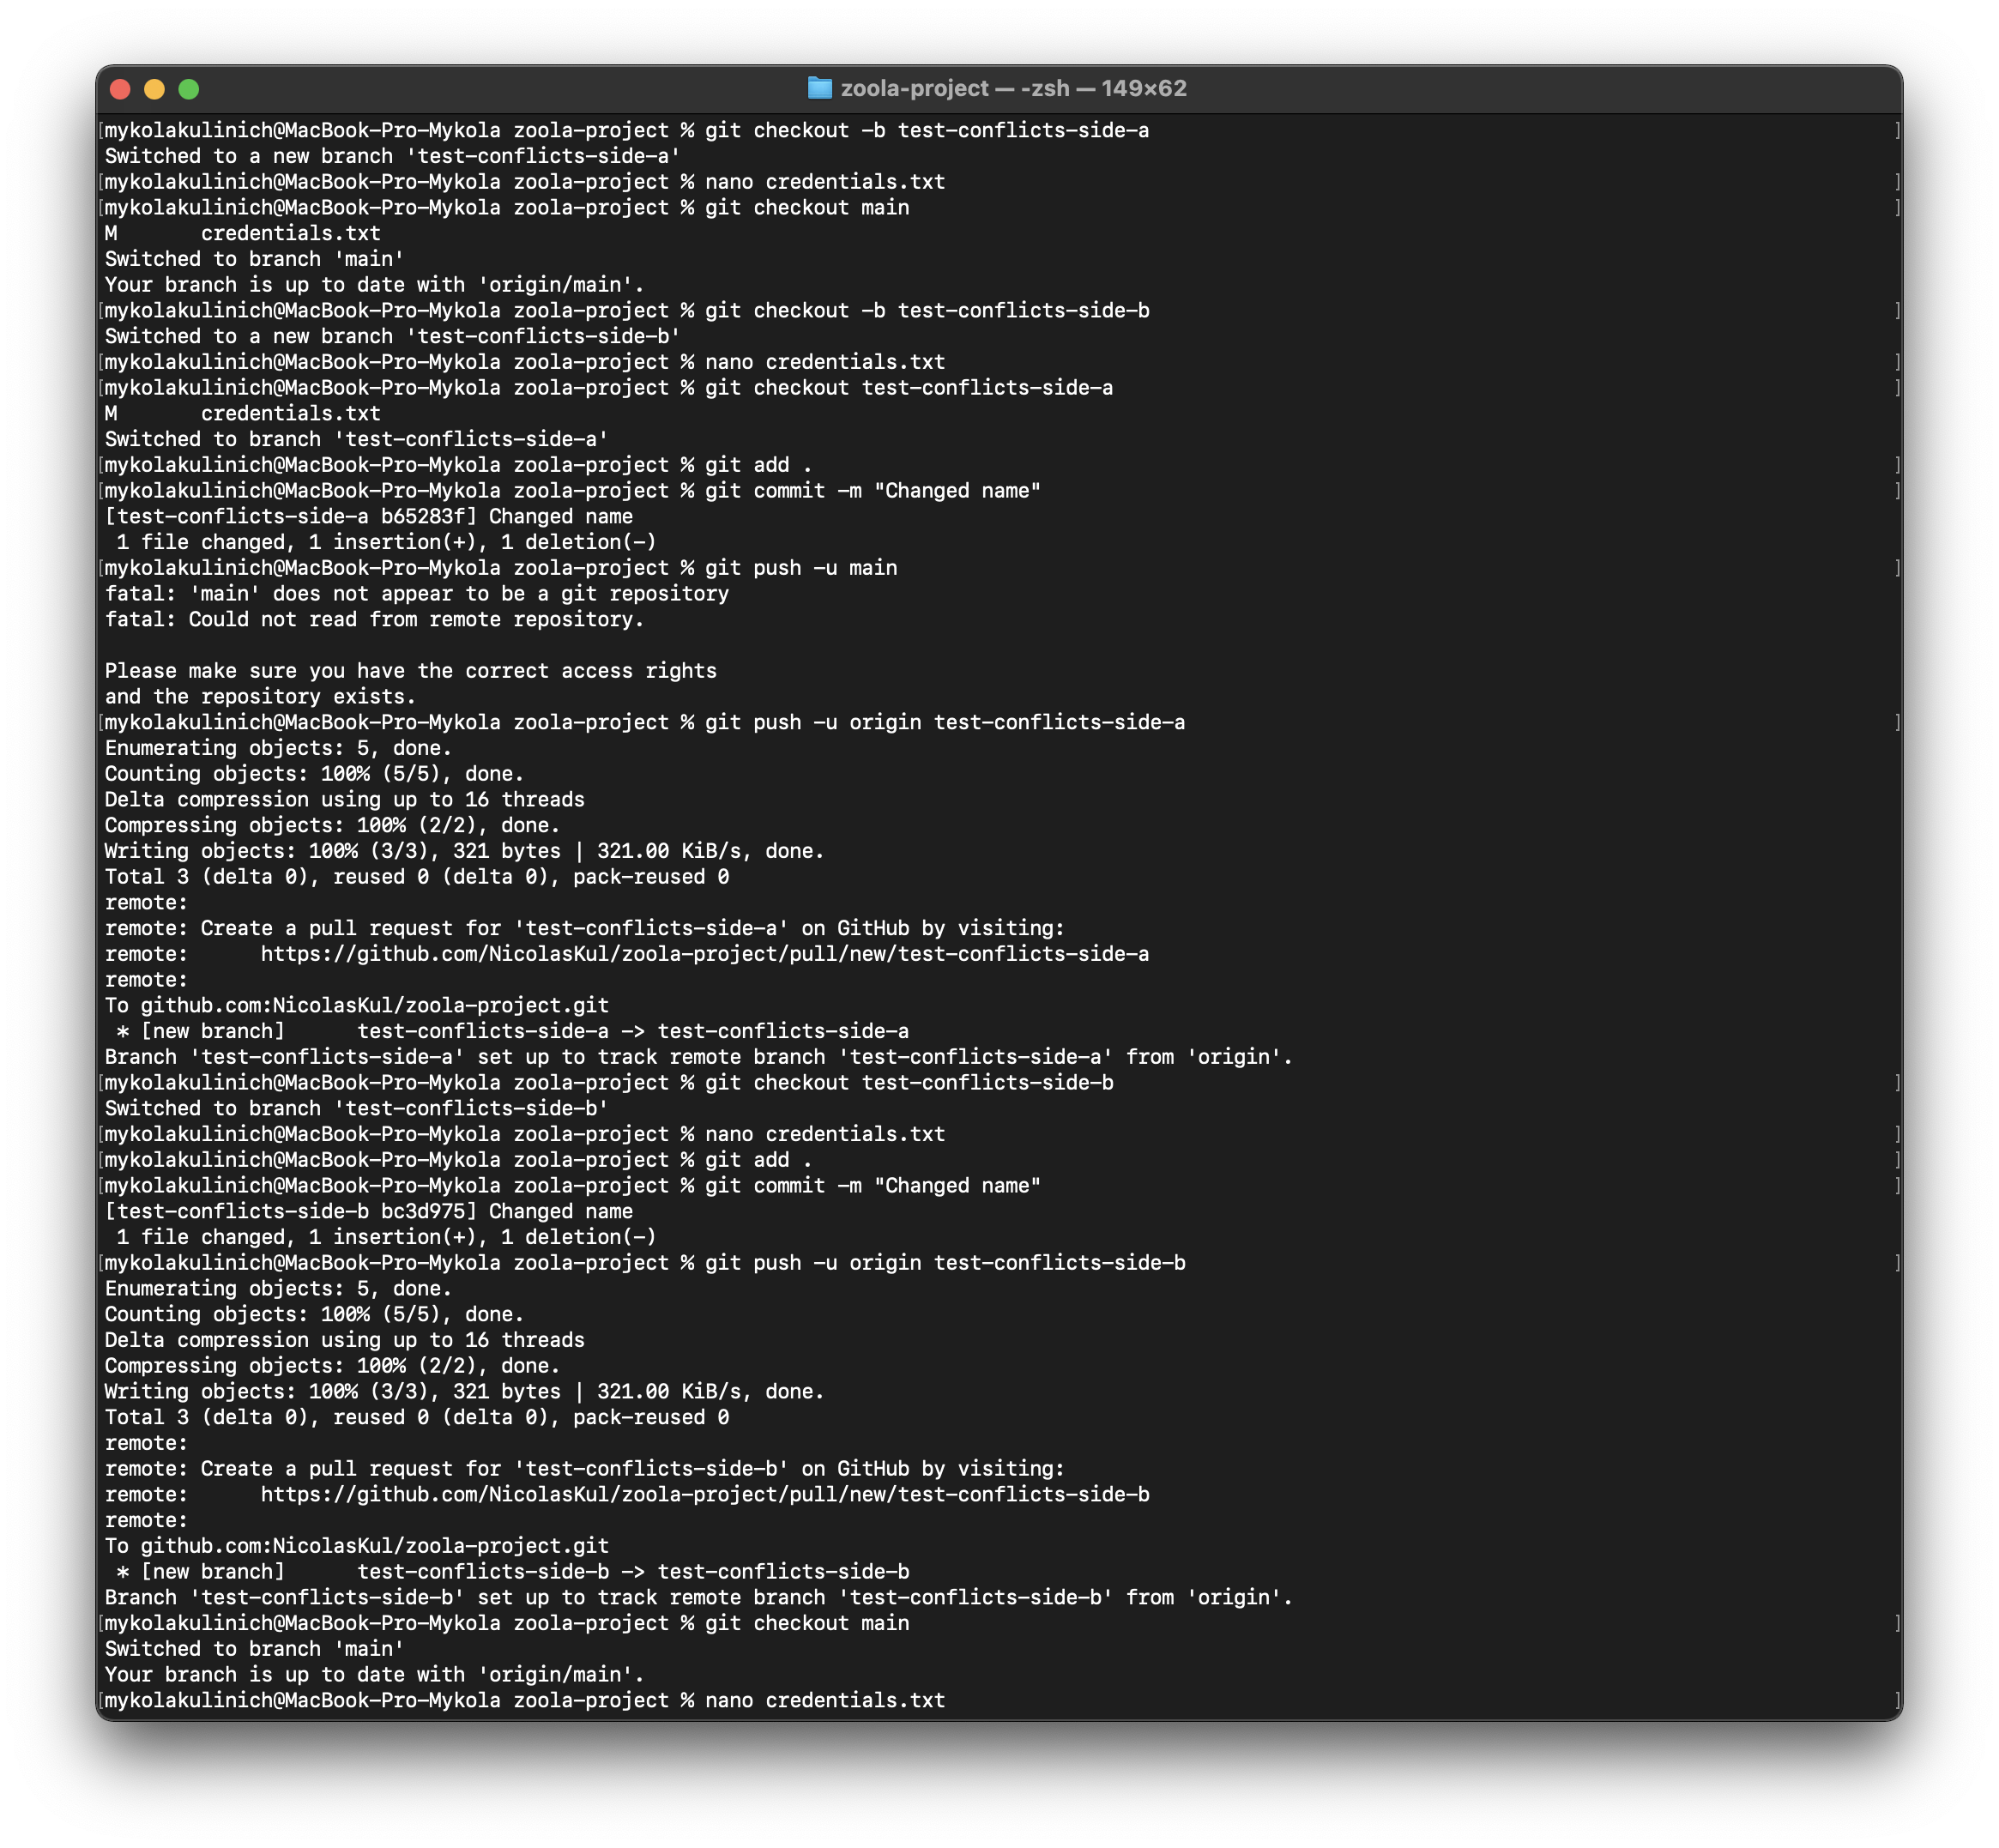 zoola-project — -zsh — 149×62
[mykolakulinich@MacBook-Pro-Mykola zoola-project % git checkout -b test-conflicts-side-a ]
Switched to a new branch 'test-conflicts-side-a'
[mykolakulinich@MacBook-Pro-Mykola zoola-project % nano credentials.txt ]
[mykolakulinich@MacBook-Pro-Mykola zoola-project % git checkout main ]
M       credentials.txt
Switched to branch 'main'
Your branch is up to date with 'origin/main'.
[mykolakulinich@MacBook-Pro-Mykola zoola-project % git checkout -b test-conflicts-side-b ]
Switched to a new branch 'test-conflicts-side-b'
[mykolakulinich@MacBook-Pro-Mykola zoola-project % nano credentials.txt ]
[mykolakulinich@MacBook-Pro-Mykola zoola-project % git checkout test-conflicts-side-a ]
M       credentials.txt
Switched to branch 'test-conflicts-side-a'
[mykolakulinich@MacBook-Pro-Mykola zoola-project % git add . ]
[mykolakulinich@MacBook-Pro-Mykola zoola-project % git commit -m "Changed name" ]
[test-conflicts-side-a b65283f] Changed name
 1 file changed, 1 insertion(+), 1 deletion(-)
[mykolakulinich@MacBook-Pro-Mykola zoola-project % git push -u main ]
fatal: 'main' does not appear to be a git repository
fatal: Could not read from remote repository.

Please make sure you have the correct access rights
and the repository exists.
[mykolakulinich@MacBook-Pro-Mykola zoola-project % git push -u origin test-conflicts-side-a ]
Enumerating objects: 5, done.
Counting objects: 100% (5/5), done.
Delta compression using up to 16 threads
Compressing objects: 100% (2/2), done.
Writing objects: 100% (3/3), 321 bytes | 321.00 KiB/s, done.
Total 3 (delta 0), reused 0 (delta 0), pack-reused 0
remote:
remote: Create a pull request for 'test-conflicts-side-a' on GitHub by visiting:
remote:      https://github.com/NicolasKul/zoola-project/pull/new/test-conflicts-side-a
remote:
To github.com:NicolasKul/zoola-project.git
 * [new branch]      test-conflicts-side-a -> test-conflicts-side-a
Branch 'test-conflicts-side-a' set up to track remote branch 'test-conflicts-side-a' from 'origin'.
[mykolakulinich@MacBook-Pro-Mykola zoola-project % git checkout test-conflicts-side-b ]
Switched to branch 'test-conflicts-side-b'
[mykolakulinich@MacBook-Pro-Mykola zoola-project % nano credentials.txt ]
[mykolakulinich@MacBook-Pro-Mykola zoola-project % git add . ]
[mykolakulinich@MacBook-Pro-Mykola zoola-project % git commit -m "Changed name" ]
[test-conflicts-side-b bc3d975] Changed name
 1 file changed, 1 insertion(+), 1 deletion(-)
[mykolakulinich@MacBook-Pro-Mykola zoola-project % git push -u origin test-conflicts-side-b ]
Enumerating objects: 5, done.
Counting objects: 100% (5/5), done.
Delta compression using up to 16 threads
Compressing objects: 100% (2/2), done.
Writing objects: 100% (3/3), 321 bytes | 321.00 KiB/s, done.
Total 3 (delta 0), reused 0 (delta 0), pack-reused 0
remote:
remote: Create a pull request for 'test-conflicts-side-b' on GitHub by visiting:
remote:      https://github.com/NicolasKul/zoola-project/pull/new/test-conflicts-side-b
remote:
To github.com:NicolasKul/zoola-project.git
 * [new branch]      test-conflicts-side-b -> test-conflicts-side-b
Branch 'test-conflicts-side-b' set up to track remote branch 'test-conflicts-side-b' from 'origin'.
[mykolakulinich@MacBook-Pro-Mykola zoola-project % git checkout main ]
Switched to branch 'main'
Your branch is up to date with 'origin/main'.
[mykolakulinich@MacBook-Pro-Mykola zoola-project % nano credentials.txt ]